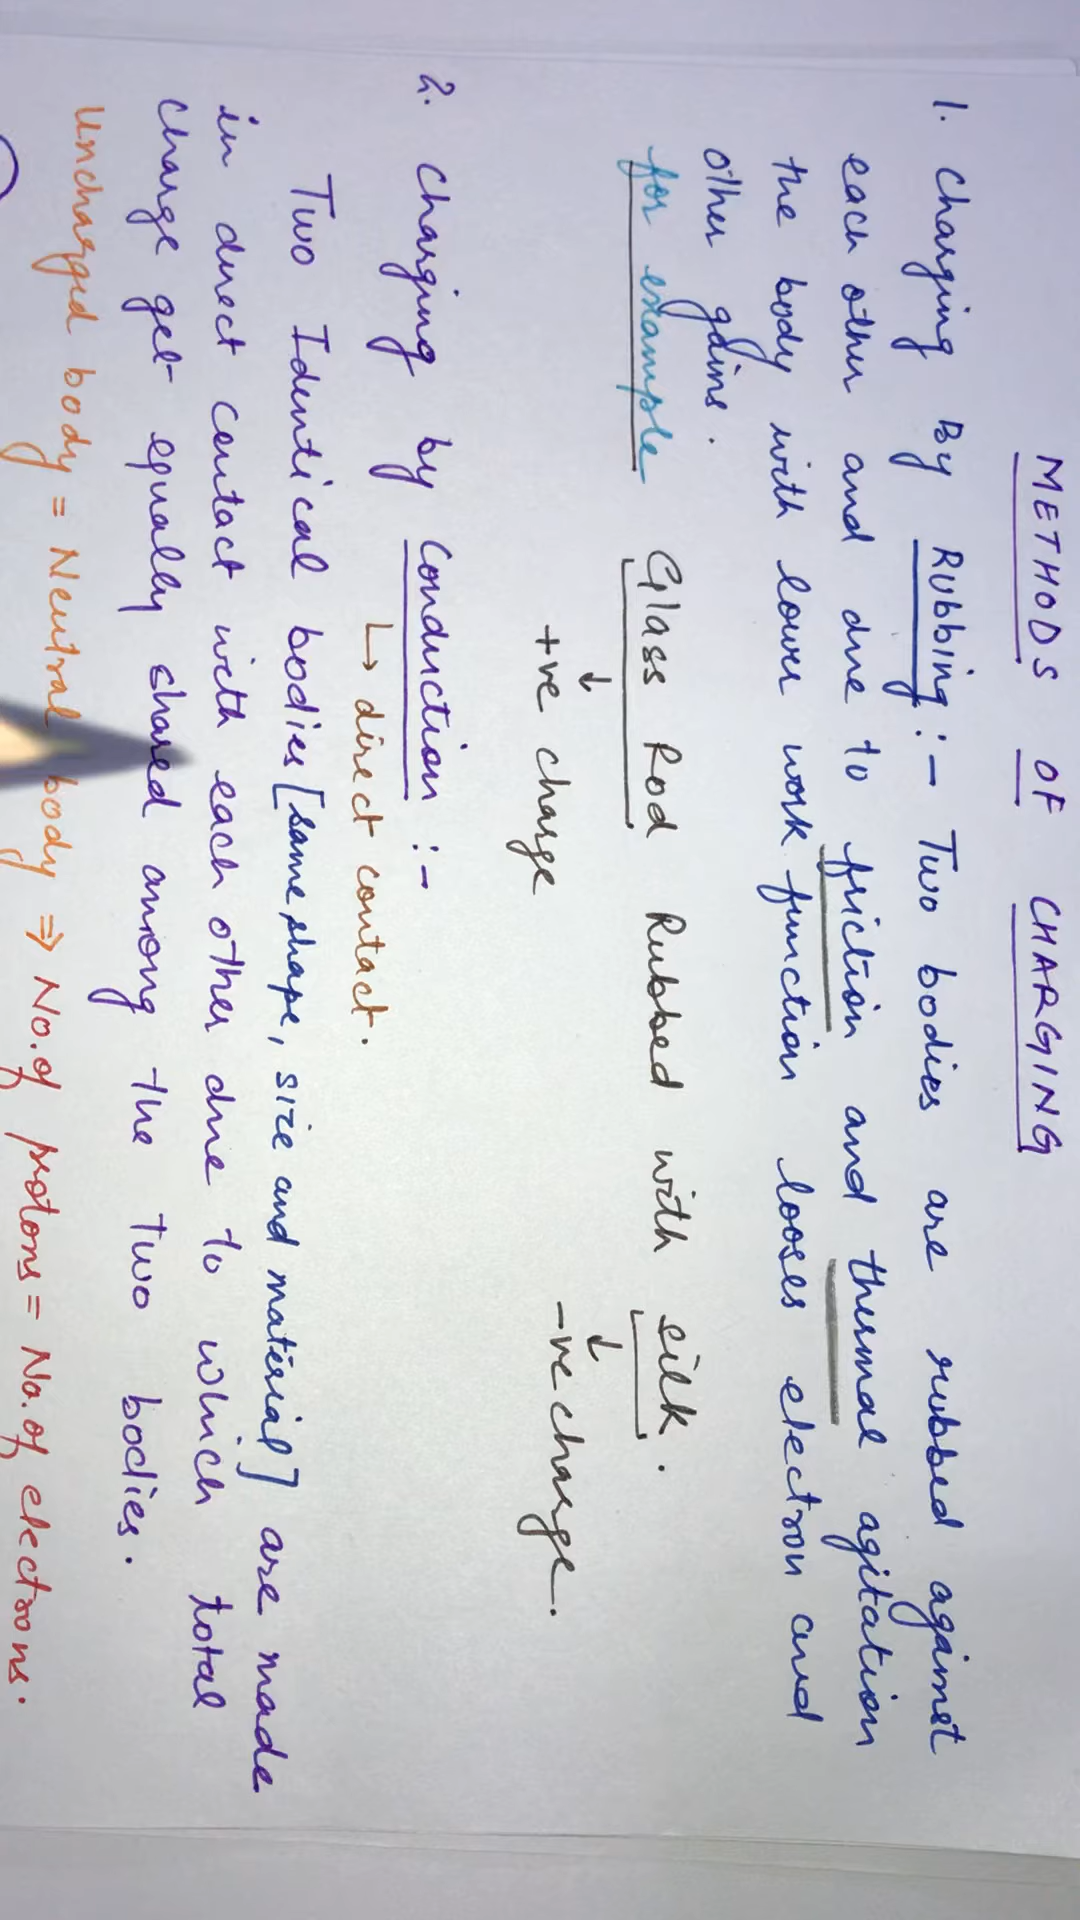 METHODS OF CHARGING
1. Charging By Rubbing :- Two bodies are rubbed against
each other and due to friction and thermal agitation
the body with lower work function looses electron and
other gains.
for example Glass Rod Rubbed with silk.
↓ ↓
+ve charge -ve charge.
2. Charging by Conduction :-
↳ direct contact.
Two Identical bodies [same shape, size and material] are made
in direct contact with each other due to which total
charge get equally shared among the two bodies.
Uncharged body = Neutral body ⇒ No. of protons = No. of electrons.